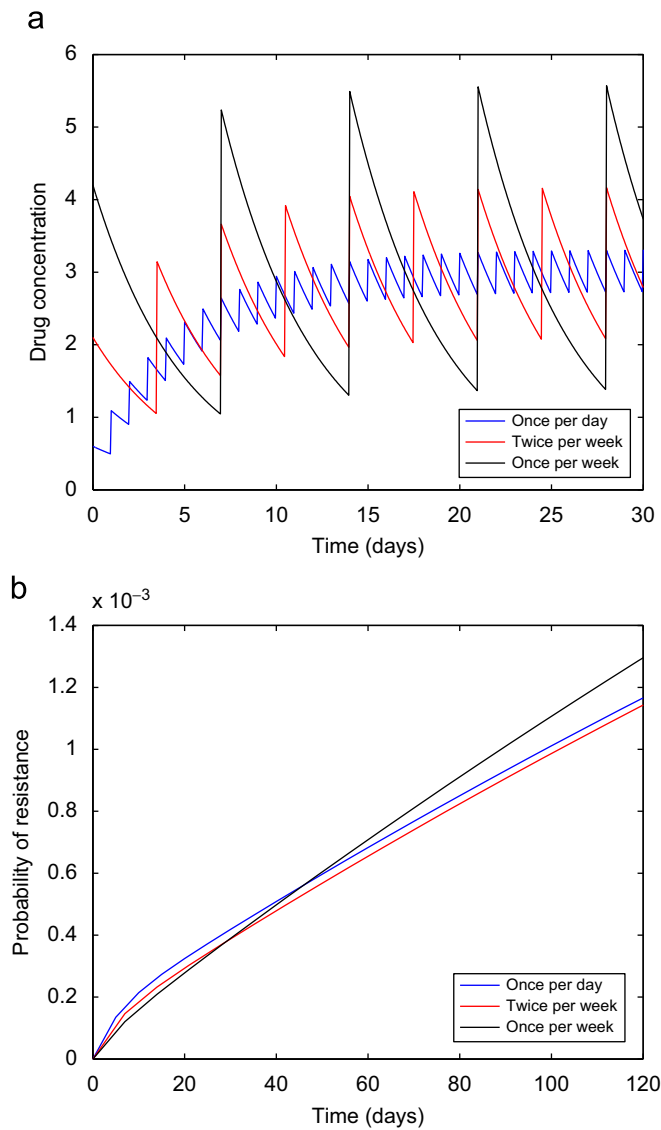 a
6
5
4
3
2
1
0
Drug concentration
Once per day
Twice per week
Once per week
0 5 10 15 20 25 30
Time (days)
b
x 10−3
1.4
1.2
1
0.8
0.6
0.4
0.2
0
Probability of resistance
Once per day
Twice per week
Once per week
0 20 40 60 80 100 120
Time (days)